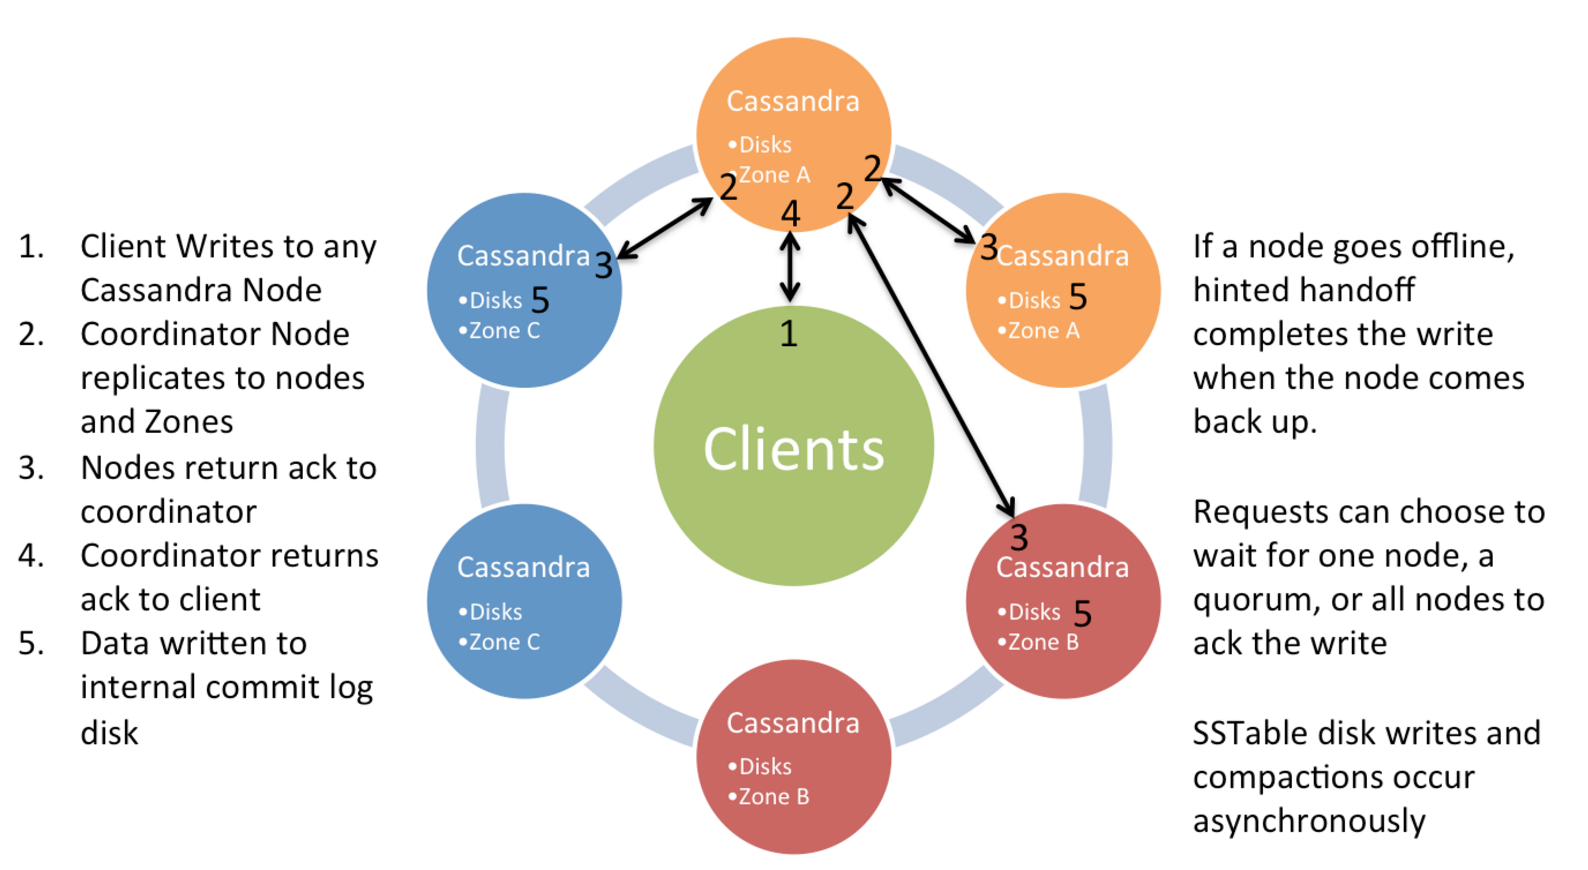 Cassandra
•Disks
•Zone A
2
4
2
2
1. Client Writes to any
Cassandra Node
2. Coordinator Node
replicates to nodes
and Zones
3. Nodes return ack to
coordinator
4. Coordinator returns
ack to client
5. Data written to
internal commit log
disk
Cassandra 3
•Disks 5
•Zone C
1
Clients
3 Cassandra
•Disks 5
•Zone A
Cassandra
•Disks
•Zone C
3
Cassandra
•Disks 5
•Zone B
Cassandra
•Disks
•Zone B
If a node goes offline,
hinted handoff
completes the write
when the node comes
back up.
Requests can choose to
wait for one node, a
quorum, or all nodes to
ack the write
SSTable disk writes and
compactions occur
asynchronously